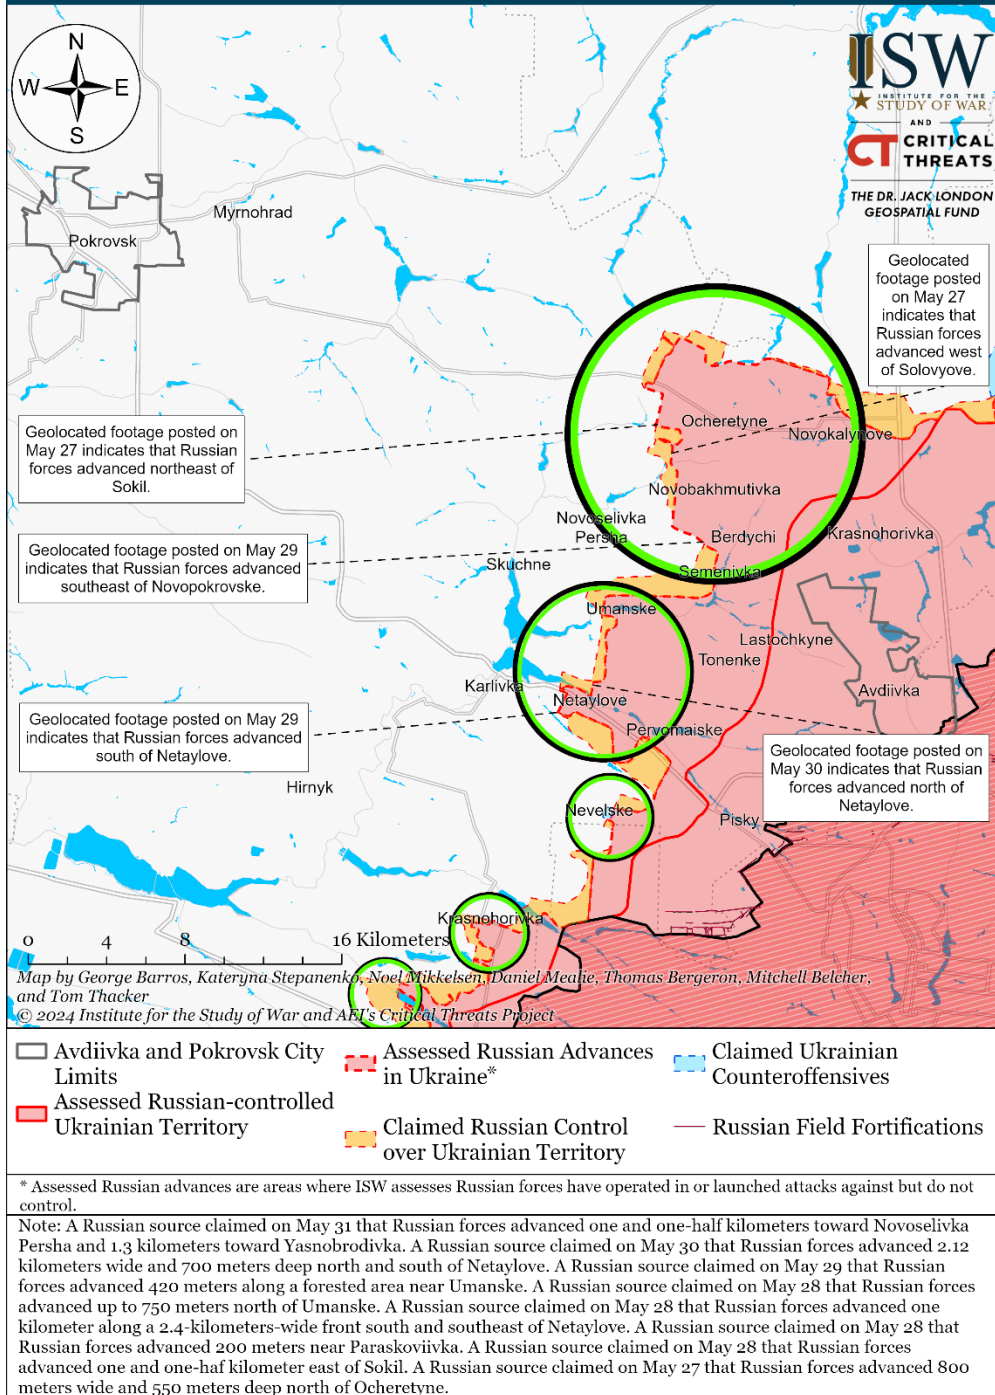 N
W
E
S
ISW
INSTITUTE FOR THE
STUDY OF WAR
AND
CT CRITICAL
THREATS
THE DR. JACK LONDON
GEOSPATIAL FUND
Myrnohrad
Pokrovsk
Geolocated
footage posted
on May 27
indicates that
Russian forces
advanced west
of Solovyove.
Geolocated footage posted on
May 27 indicates that Russian
forces advanced northeast of
Sokil.
Ocheretyne
Novokalynove
Novobakhmutivka
Novoselivka
Persha
Berdychi
Krasnohorivka
Geolocated footage posted on May 29
indicates that Russian forces advanced
southeast of Novopokrovske.
Skuchne
Semenivka
Umanske
Lastochkyne
Tonenke
Karlivka
Netaylove
Avdiivka
Geolocated footage posted on May 29
indicates that Russian forces advanced
south of Netaylove.
Pervomaiske
Geolocated footage posted on
May 30 indicates that Russian
forces advanced north of
Netaylove.
Hirnyk
Nevelske
Pisky
Krasnohorivka
0 4 8 16 Kilometers
Map by George Barros, Kateryna Stepanenko, Noel Mikkelsen, Daniel Mealie, Thomas Bergeron, Mitchell Belcher,
and Tom Thacker
© 2024 Institute for the Study of War and AEI's Critical Threats Project
Avdiivka and Pokrovsk City
Limits
Assessed Russian-controlled
Ukrainian Territory
Assessed Russian Advances
in Ukraine*
Claimed Russian Control
over Ukrainian Territory
Claimed Ukrainian
Counteroffensives
Russian Field Fortifications
* Assessed Russian advances are areas where ISW assesses Russian forces have operated in or launched attacks against but do not
control.
Note: A Russian source claimed on May 31 that Russian forces advanced one and one-half kilometers toward Novoselivka
Persha and 1.3 kilometers toward Yasnobrodivka. A Russian source claimed on May 30 that Russian forces advanced 2.12
kilometers wide and 700 meters deep north and south of Netaylove. A Russian source claimed on May 29 that Russian
forces advanced 420 meters along a forested area near Umanske. A Russian source claimed on May 28 that Russian forces
advanced up to 750 meters north of Umanske. A Russian source claimed on May 28 that Russian forces advanced one
kilometer along a 2.4-kilometers-wide front south and southeast of Netaylove. A Russian source claimed on May 28 that
Russian forces advanced 200 meters near Paraskoviivka. A Russian source claimed on May 28 that Russian forces
advanced one and one-haf kilometer east of Sokil. A Russian source claimed on May 27 that Russian forces advanced 800
meters wide and 550 meters deep north of Ocheretyne.